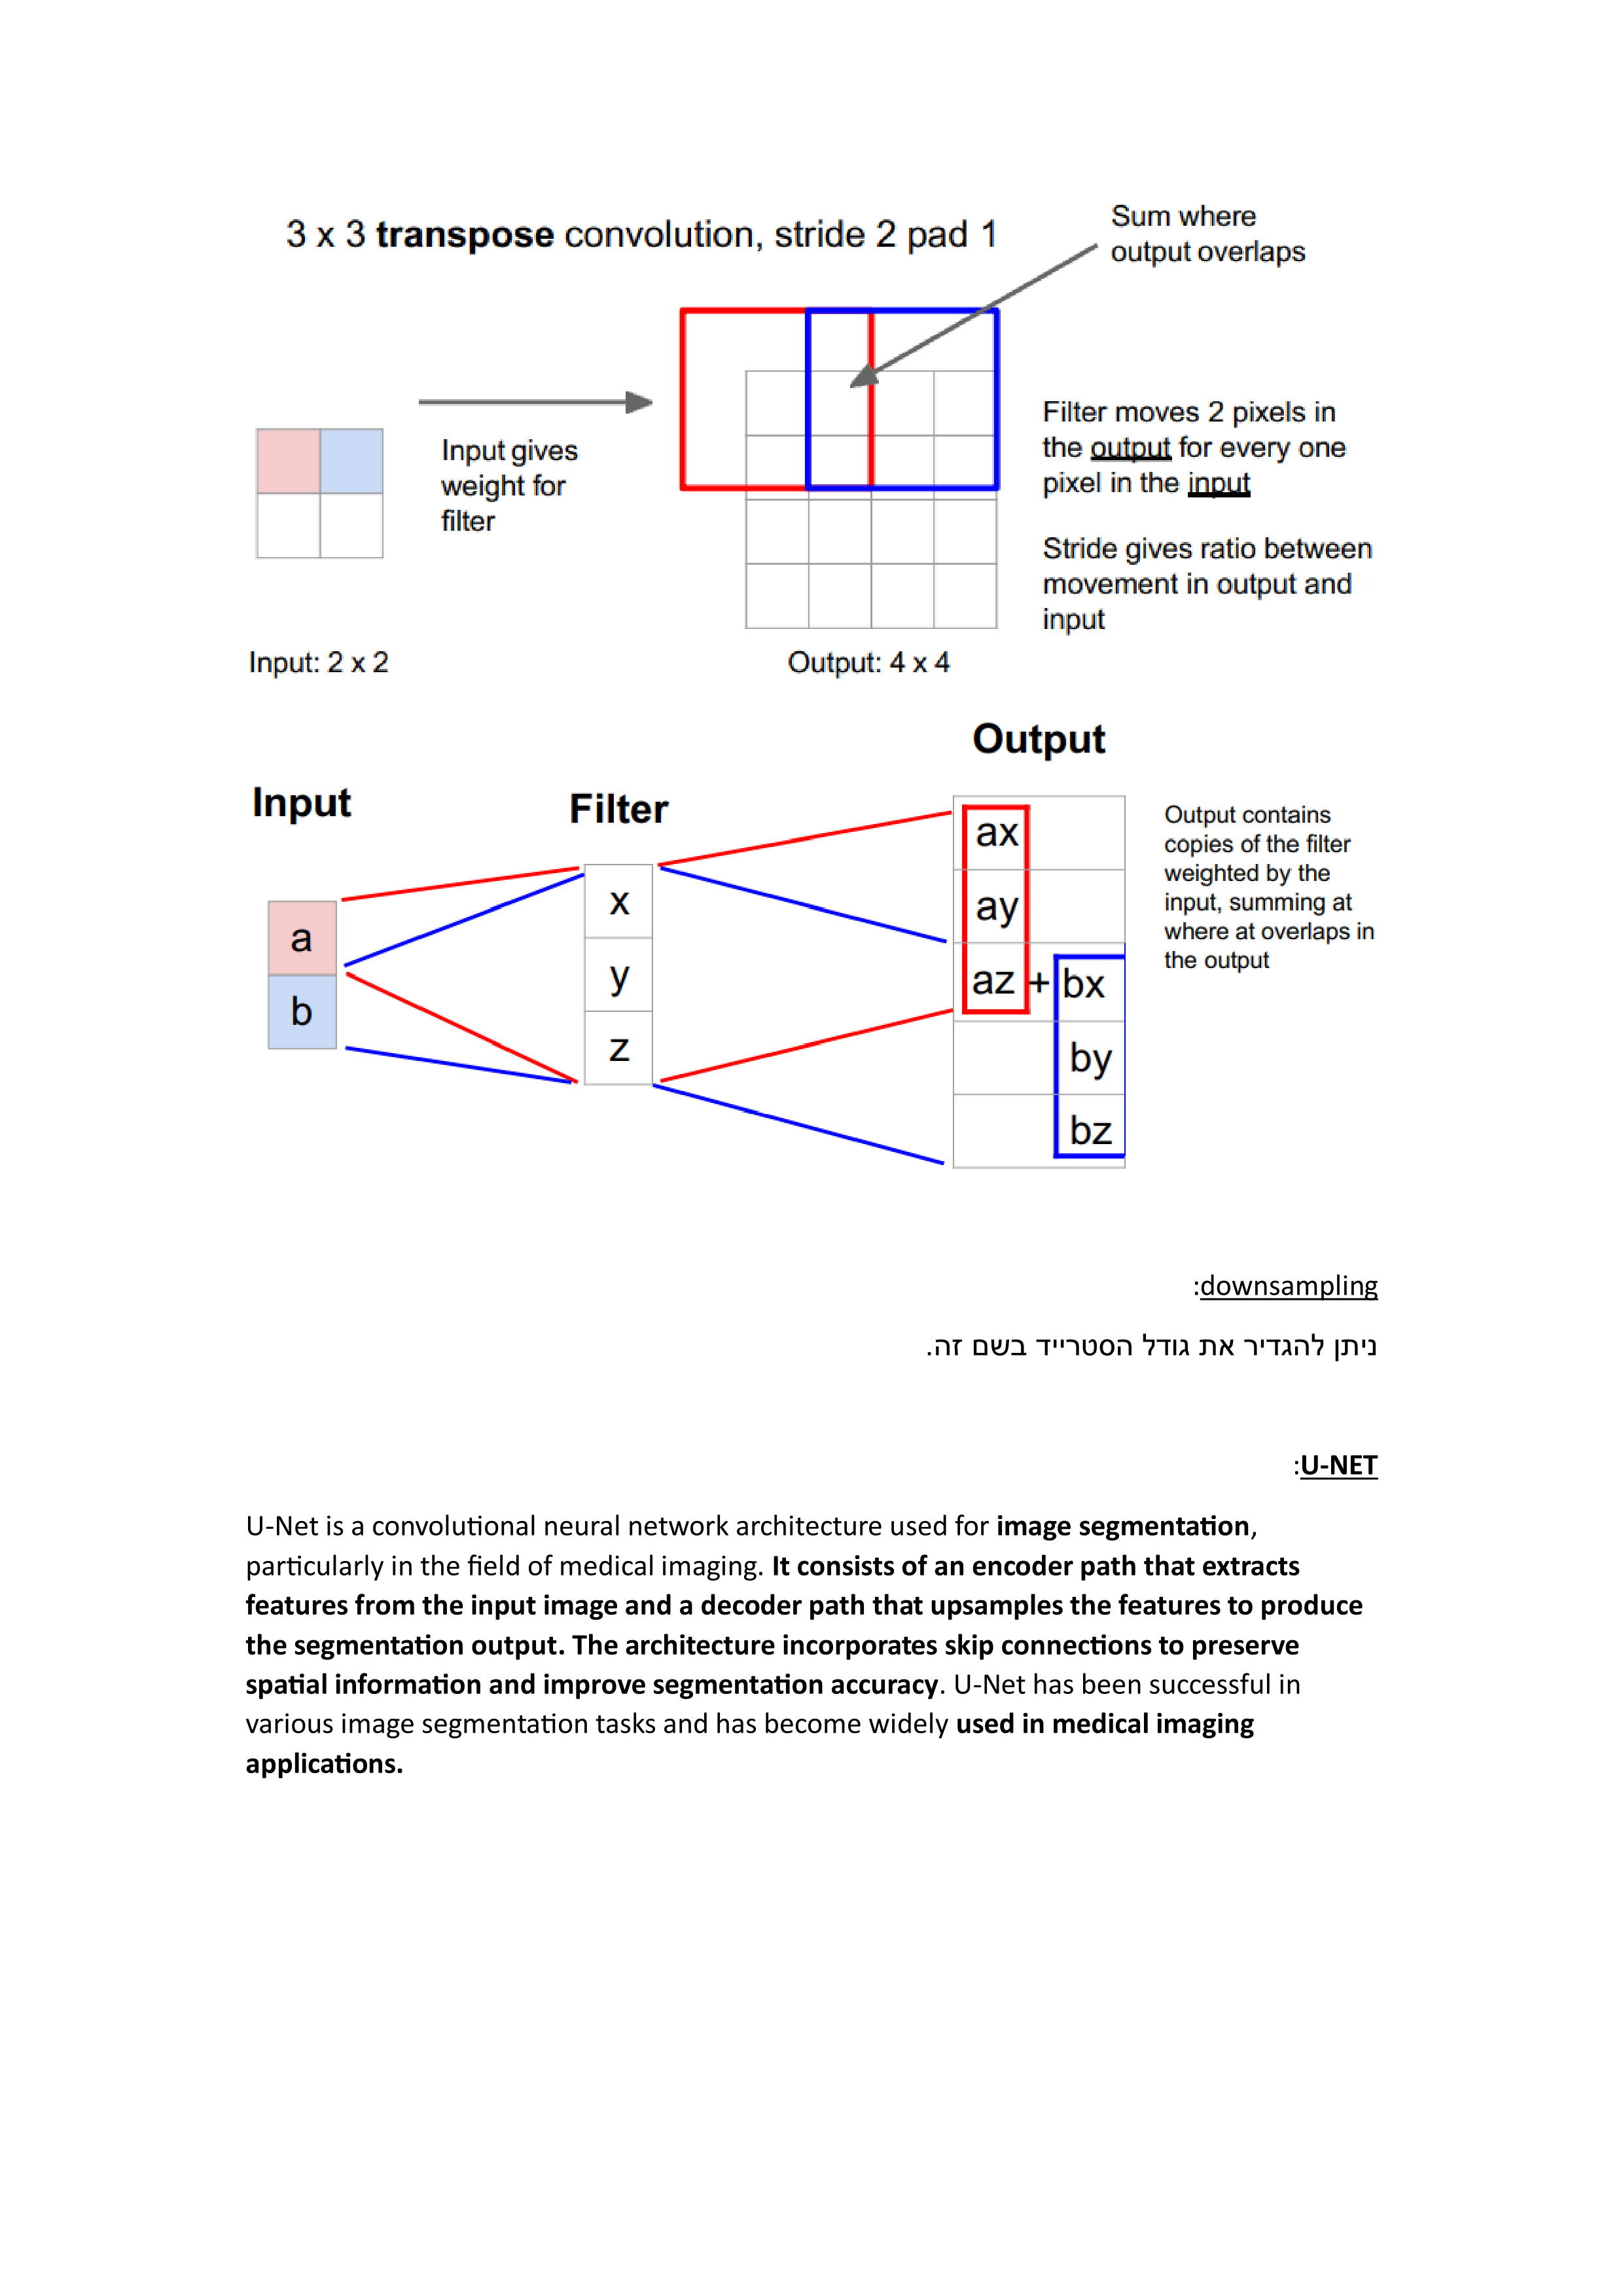 3 x 3 transpose convolution, stride 2 pad 1
Sum where
output overlaps
Input gives
weight for
filter
Filter moves 2 pixels in
the output for every one
pixel in the input
Stride gives ratio between
movement in output and
input
Input: 2 x 2
Output: 4 x 4
Input
Filter
Output
a
b
x
y
z
ax
ay
az + bx
by
bz
Output contains
copies of the filter
weighted by the
input, summing at
where at overlaps in
the output
downsampling:
ניתן להגדיר את גודל הסטרייד בשם זה.
U-NET:
U-Net is a convolutional neural network architecture used for image segmentation,
particularly in the field of medical imaging. It consists of an encoder path that extracts
features from the input image and a decoder path that upsamples the features to produce
the segmentation output. The architecture incorporates skip connections to preserve
spatial information and improve segmentation accuracy. U-Net has been successful in
various image segmentation tasks and has become widely used in medical imaging
applications.